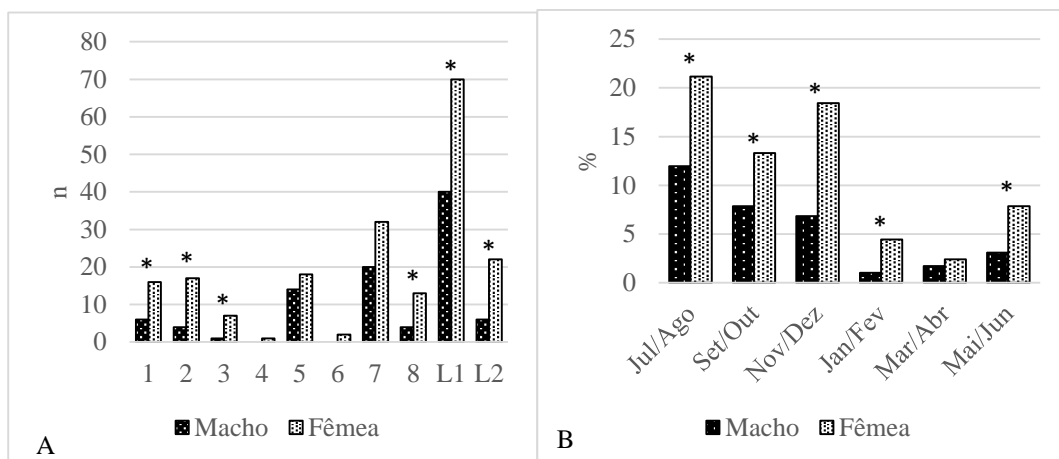 80
70
60
50
40
30
20
10
0
n
* * * * * *
1 2 3 4 5 6 7 8 L1 L2
Macho Fêmea
A
25
20
15
10
5
0
%
* * * * *
Jul/Ago Set/Out Nov/Dez Jan/Fev Mar/Abr Mai/Jun
Macho Fêmea
B